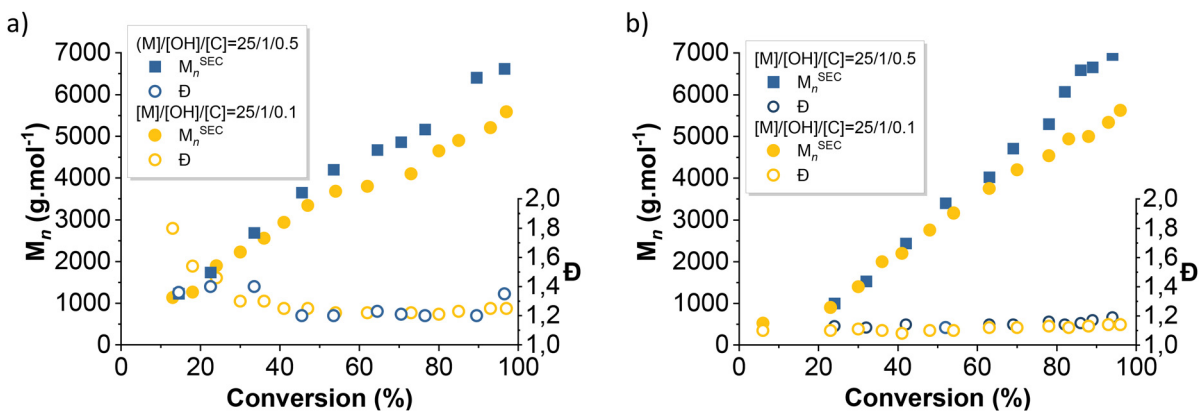 a)
(M]/[OH]/[C]=25/1/0.5
Mn^SEC
Đ
[M]/[OH]/[C]=25/1/0.1
Mn^SEC
Đ
7000
6000
5000
4000
3000
2000
1000
0
Mn (g.mol⁻¹)
2,0
1,8
1,6
1,4
1,2
1,0
Đ
0 20 40 60 80 100
Conversion (%)
b)
[M]/[OH]/[C]=25/1/0.5
Mn^SEC
Đ
[M]/[OH]/[C]=25/1/0.1
Mn^SEC
Đ
7000
6000
5000
4000
3000
2000
1000
0
Mn (g.mol⁻¹)
2,0
1,8
1,6
1,4
1,2
1,0
Đ
0 20 40 60 80 100
Conversion (%)